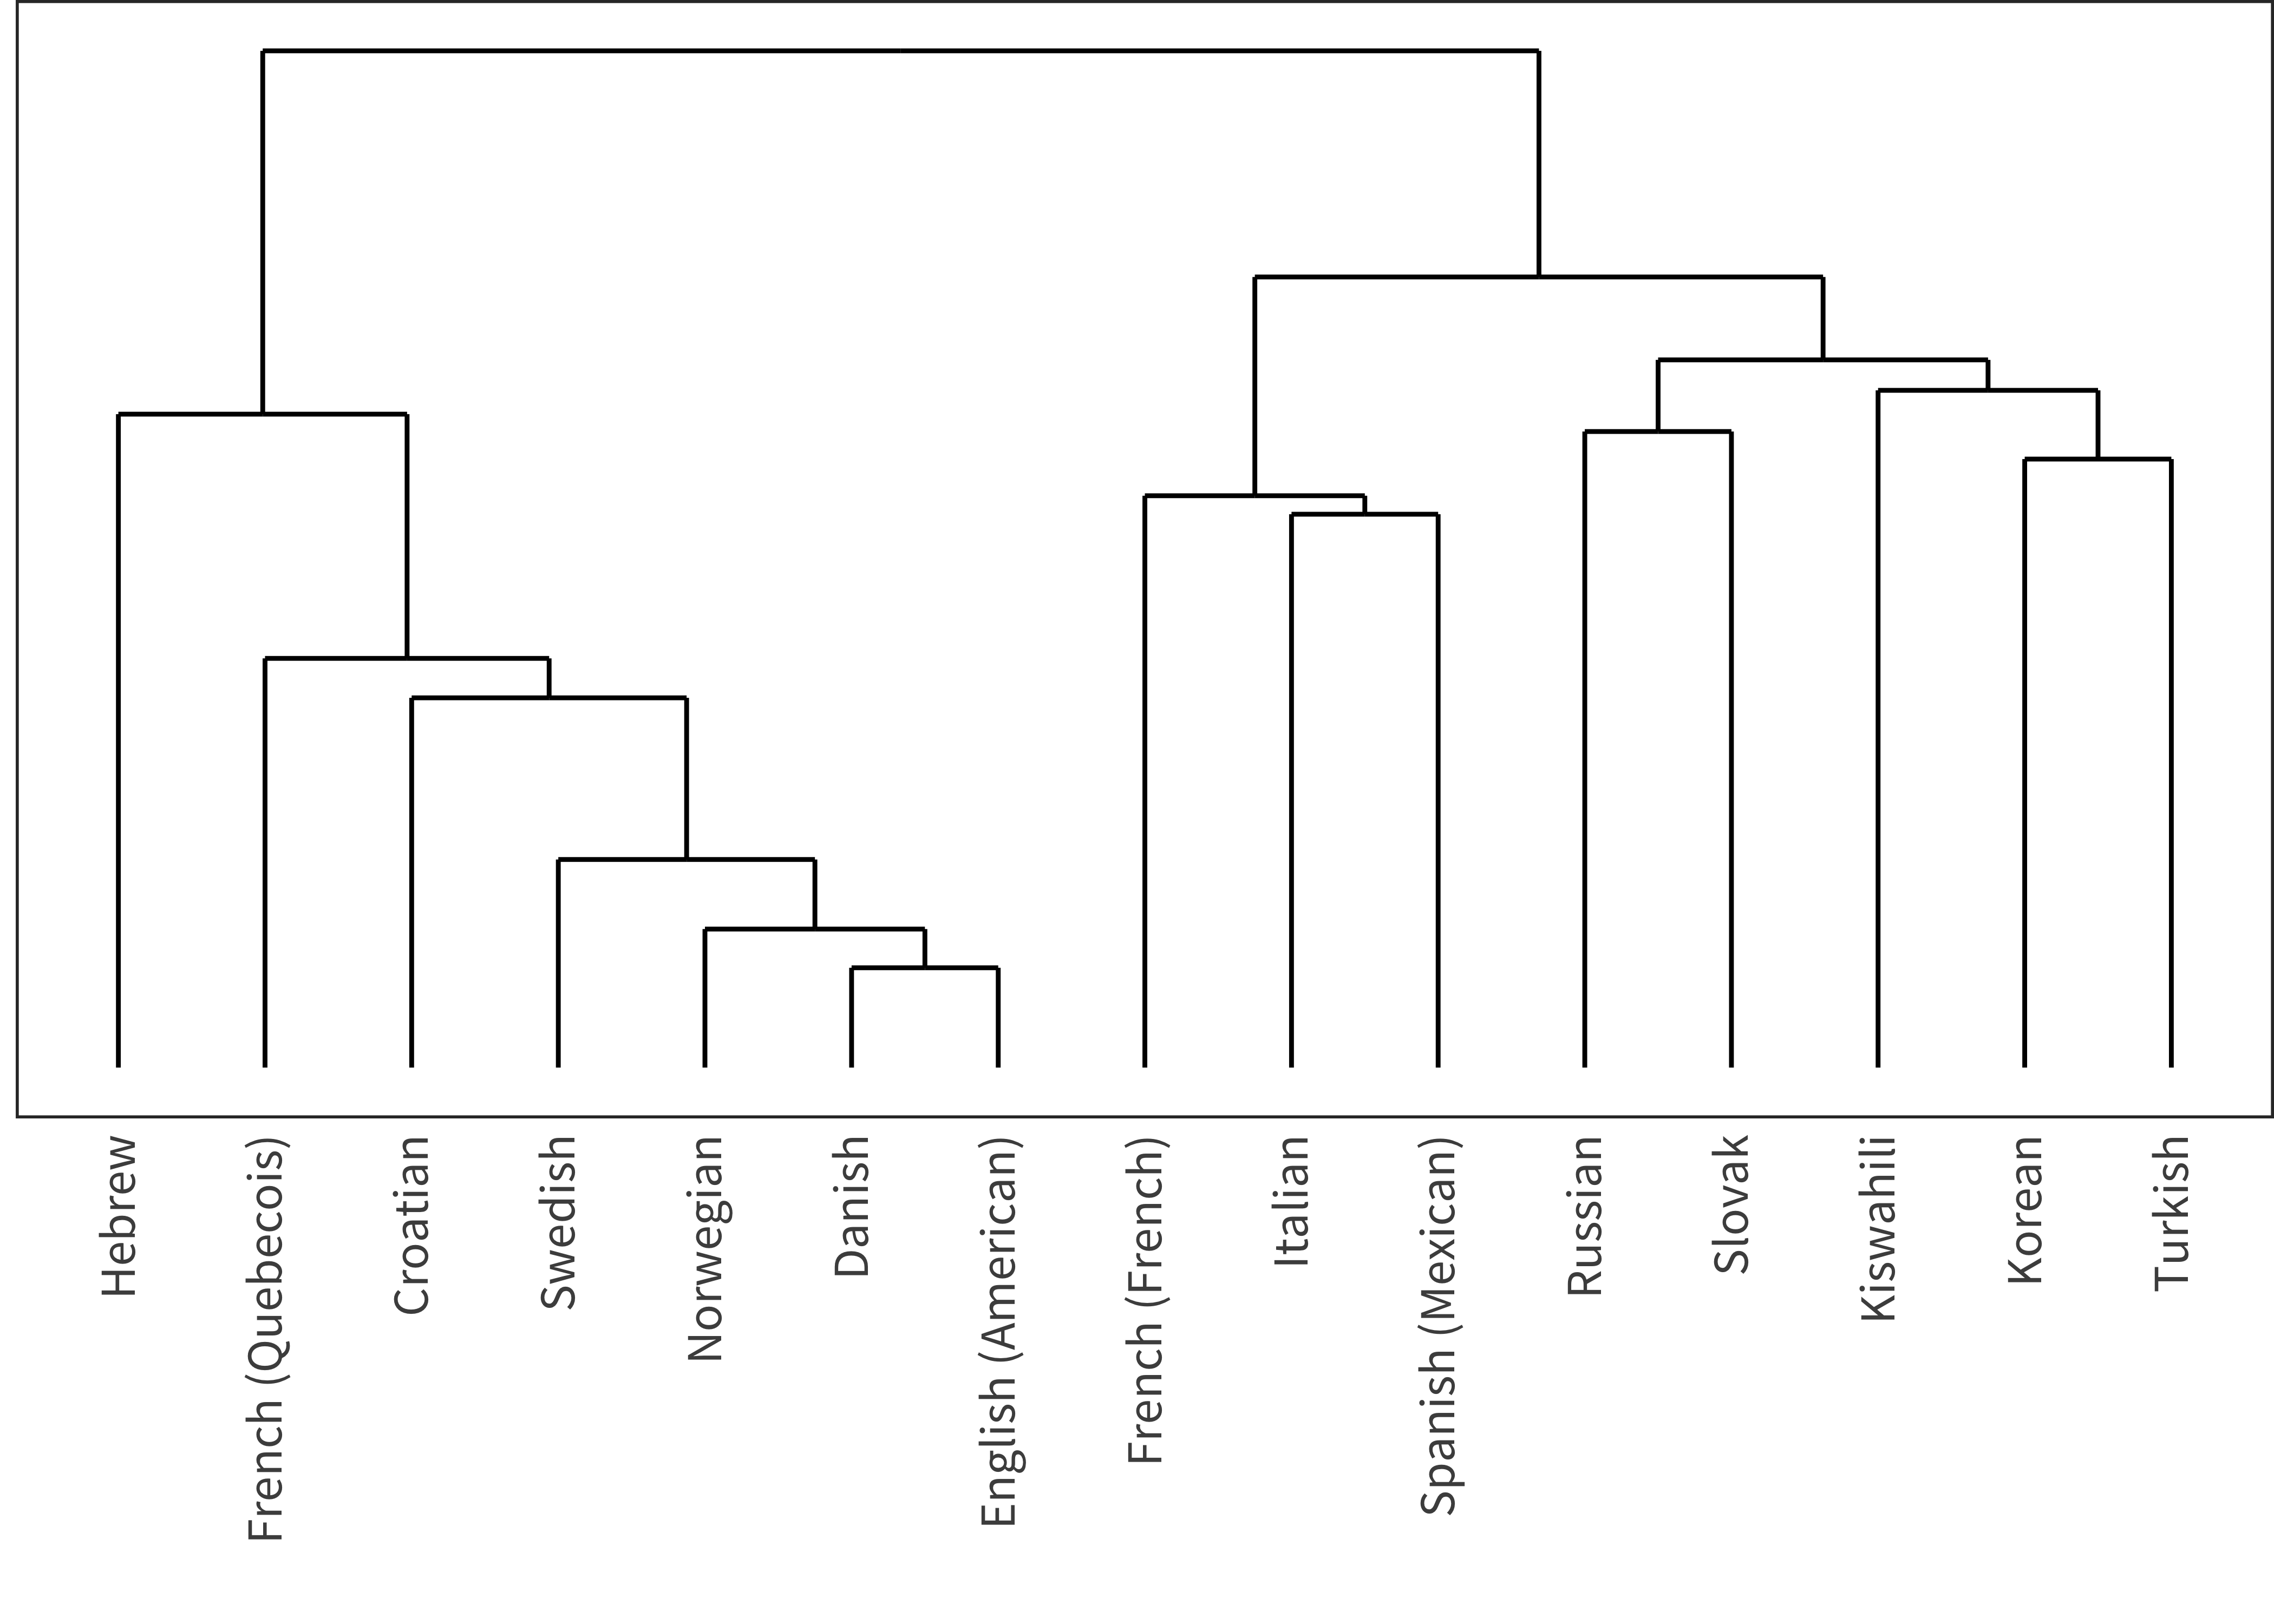 Hebrew
French (Quebecois)
Croatian
Swedish
Norwegian
Danish
English (American)
French (French)
Italian
Spanish (Mexican)
Russian
Slovak
Kiswahili
Korean
Turkish